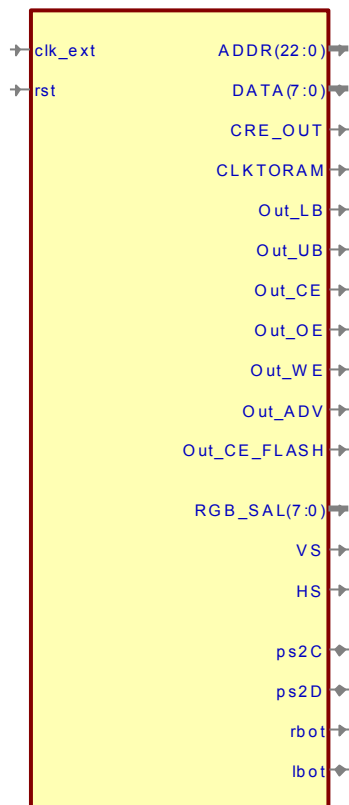 clk_ext ADDR(22:0)
rst DATA(7:0)
CRE_OUT
CLKTORAM
Out_LB
Out_UB
Out_CE
Out_OE
Out_WE
Out_ADV
Out_CE_FLASH
RGB_SAL(7:0)
VS
HS
ps2C
ps2D
rbot
lbot